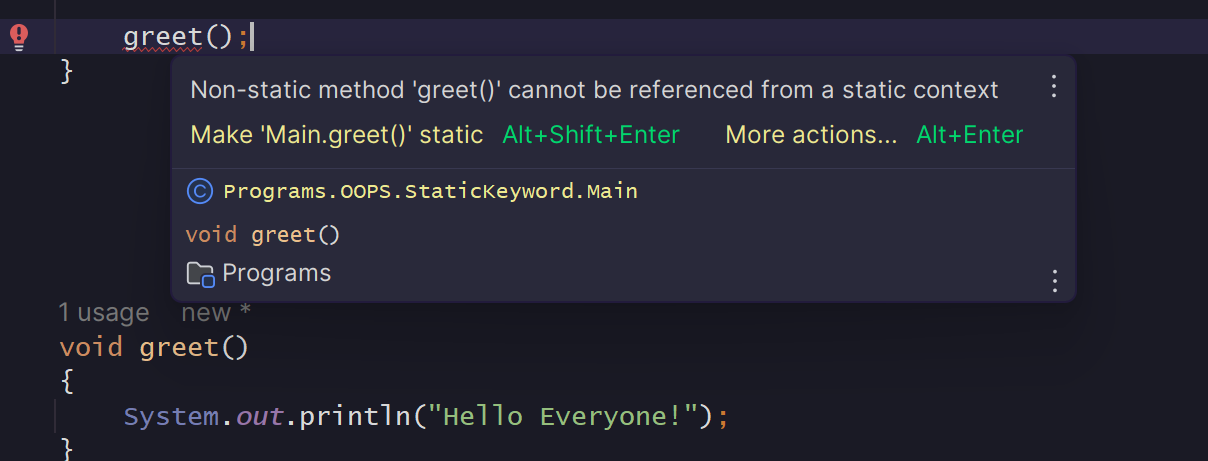 greet();
}
Non-static method 'greet()' cannot be referenced from a static context
Make 'Main.greet()' static Alt+Shift+Enter More actions... Alt+Enter
C Programs.OOPS.StaticKeyword.Main
void greet()
Programs
1 usage new *
void greet()
{
System.out.println("Hello Everyone!");
}